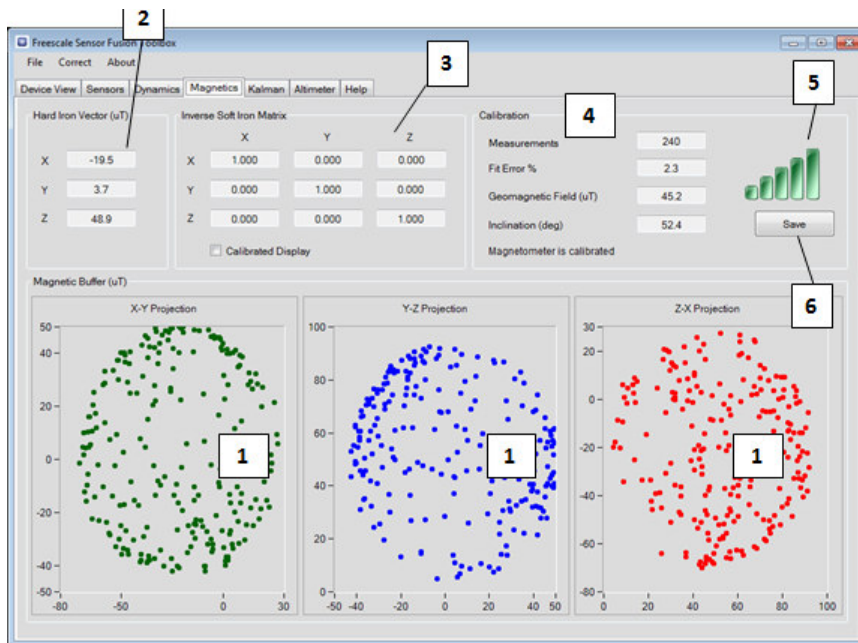 2
Freescale Sensor Fusion Toolbox
File Correct About
3
5
Device View Sensors Dynamics Magnetics Kalman Altimeter Help
Hard Iron Vector (uT)
X -19.5
Y 3.7
Z 48.9
Inverse Soft Iron Matrix
X Y Z
X 1.000 0.000 0.000
Y 0.000 1.000 0.000
Z 0.000 0.000 1.000
Calibrated Display
Calibration
4
Measurements 240
Fit Error % 2.3
Geomagnetic Field (uT) 45.2
Inclination (deg) 52.4
Magnetometer is calibrated
Save
6
Magnetic Buffer (uT)
X-Y Projection
50
40
20
0
-20
-40
-50
-80 -50 0 30
1
Y-Z Projection
100
80
60
40
20
0
-50 -40 -20 0 20 40 50
1
Z-X Projection
30
20
0
-20
-40
-60
-80
0 20 40 60 80 100
1